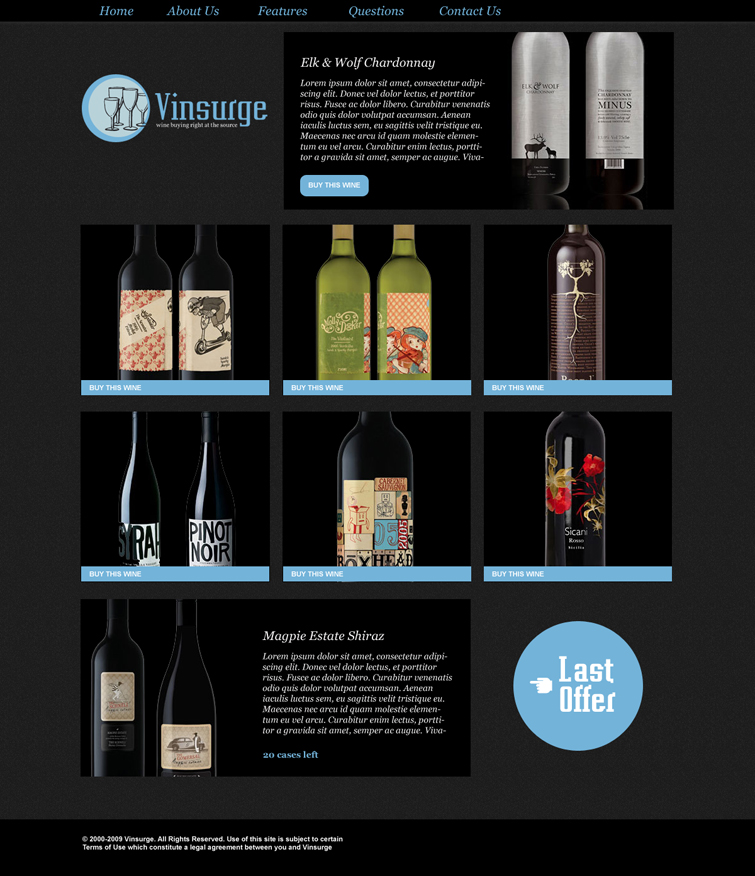 Home About Us Features Questions Contact Us
Vinsurge
wine buying right at the source
Elk & Wolf Chardonnay
Lorem ipsum dolor sit amet, consectetur adipi-
scing elit. Donec vel dolor lectus, et porttitor
risus. Fusce ac dolor libero. Curabitur venenatis
odio quis dolor volutpat accumsan. Aenean
iaculis luctus sem, eu sagittis velit tristique eu.
Maecenas nec arcu id quam molestie elemen-
tum eu vel arcu. Curabitur enim lectus, portti-
tor a gravida sit amet, semper ac augue. Viva-
BUY THIS WINE
ELK & WOLF
CHARDONNAY
CHARDONNAY
MINUS
BUY THIS WINE
BUY THIS WINE
BUY THIS WINE
SYRAH
PINOT
NOIR
CABERNET
SAUVIGNON
05
2005
BOXHEAD
Sicani
Rosso
Sicilia
BUY THIS WINE
BUY THIS WINE
BUY THIS WINE
Magpie Estate Shiraz
Lorem ipsum dolor sit amet, consectetur adipi-
scing elit. Donec vel dolor lectus, et porttitor
risus. Fusce ac dolor libero. Curabitur venenatis
odio quis dolor volutpat accumsan. Aenean
iaculis luctus sem, eu sagittis velit tristique eu.
Maecenas nec arcu id quam molestie elemen-
tum eu vel arcu. Curabitur enim lectus, portti-
tor a gravida sit amet, semper ac augue. Viva-
20 cases left
Last
Offer
© 2000-2009 Vinsurge. All Rights Reserved. Use of this site is subject to certain
Terms of Use which constitute a legal agreement between you and Vinsurge